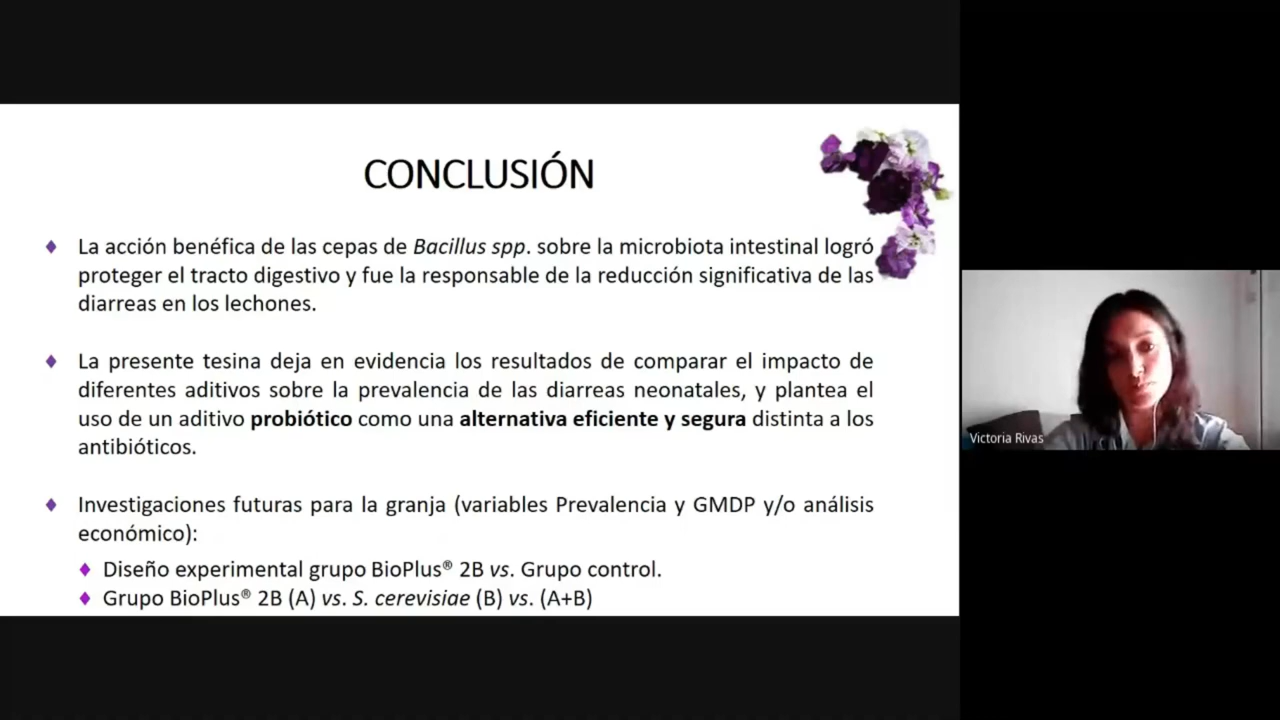 CONCLUSIÓN
♦ La acción benéfica de las cepas de Bacillus spp. sobre la microbiota intestinal logró
proteger el tracto digestivo y fue la responsable de la reducción significativa de las
diarreas en los lechones.
♦ La presente tesina deja en evidencia los resultados de comparar el impacto de
diferentes aditivos sobre la prevalencia de las diarreas neonatales, y plantea el
uso de un aditivo probiótico como una alternativa eficiente y segura distinta a los
antibióticos.
♦ Investigaciones futuras para la granja (variables Prevalencia y GMDP y/o análisis
económico):
♦ Diseño experimental grupo BioPlus® 2B vs. Grupo control.
♦ Grupo BioPlus® 2B (A) vs. S. cerevisiae (B) vs. (A+B)
Victoria Rivas